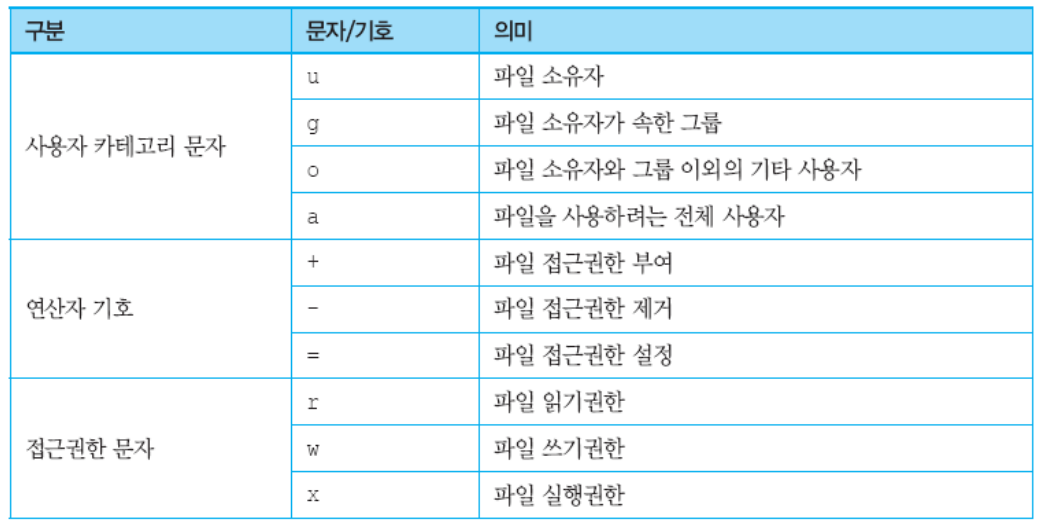 구분 문자/기호 의미
사용자 카테고리 문자
u 파일 소유자
g 파일 소유자가 속한 그룹
o 파일 소유자와 그룹 이외의 기타 사용자
a 파일을 사용하려는 전체 사용자
연산자 기호
+ 파일 접근권한 부여
- 파일 접근권한 제거
= 파일 접근권한 설정
접근권한 문자
r 파일 읽기권한
w 파일 쓰기권한
x 파일 실행권한